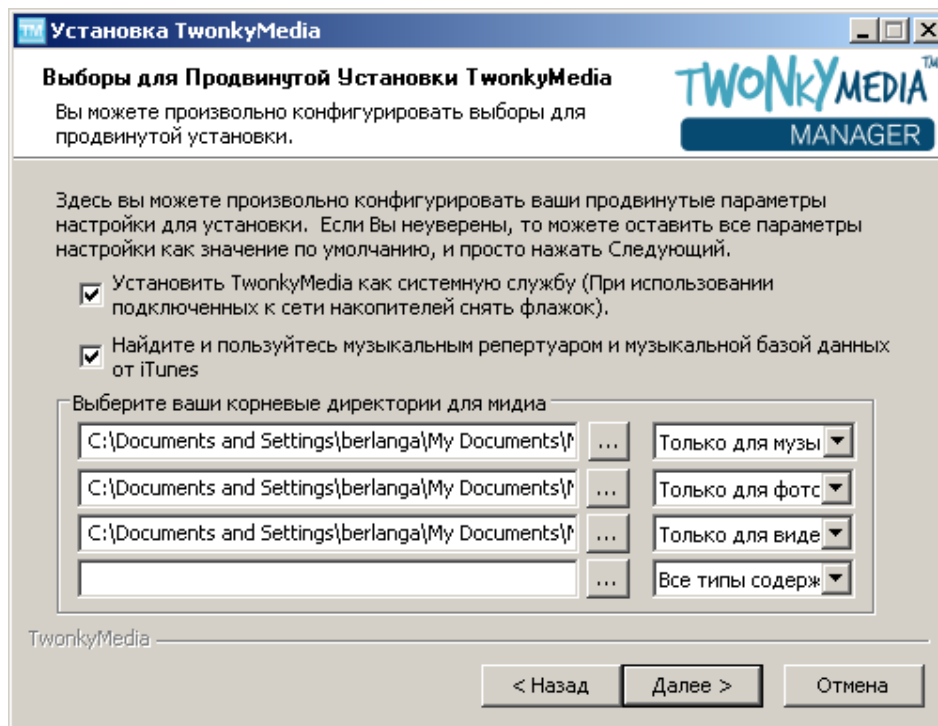 Установка TwonkyMedia
Выборы для Продвинутой Установки TwonkyMedia
Вы можете произвольно конфигурировать выборы для
продвинутой установки.
TWONKYMEDIA™
MANAGER
Здесь вы можете произвольно конфигурировать ваши продвинутые параметры
настройки для установки. Если Вы неуверены, то можете оставить все параметры
настройки как значение по умолчанию, и просто нажать Следующий.
Установить TwonkyMedia как системную службу (При использовании
подключенных к сети накопителей снять флажок).
Найдите и пользуйтесь музыкальным репертуаром и музыкальной базой данных
от iTunes
Выберите ваши корневые директории для мидиа
C:\Documents and Settings\berlanga\My Documents\M ... Только для музы
C:\Documents and Settings\berlanga\My Documents\M ... Только для фото
C:\Documents and Settings\berlanga\My Documents\M ... Только для виде
... Все типы содерж
TwonkyMedia
< Назад Далее > Отмена